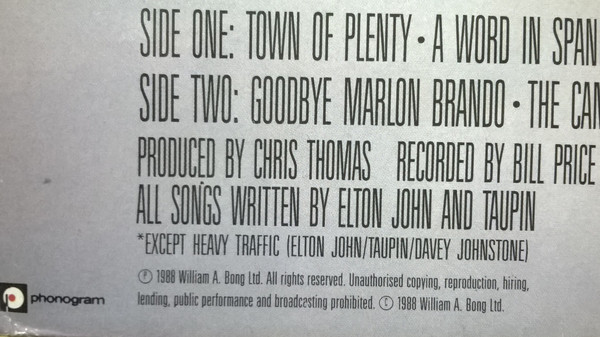 SIDE ONE: TOWN OF PLENTY • A WORD IN SPAN
SIDE TWO: GOODBYE MARLON BRANDO • THE CAN
PRODUCED BY CHRIS THOMAS RECORDED BY BILL PRICE
ALL SONGS WRITTEN BY ELTON JOHN AND TAUPIN
*EXCEPT HEAVY TRAFFIC (ELTON JOHN/TAUPIN/DAVEY JOHNSTONE)
Ⓟ 1988 William A. Bong Ltd. All rights reserved. Unauthorised copying, reproduction, hiring,
lending, public performance and broadcasting prohibited. Ⓒ 1988 William A. Bong Ltd.
phonogram